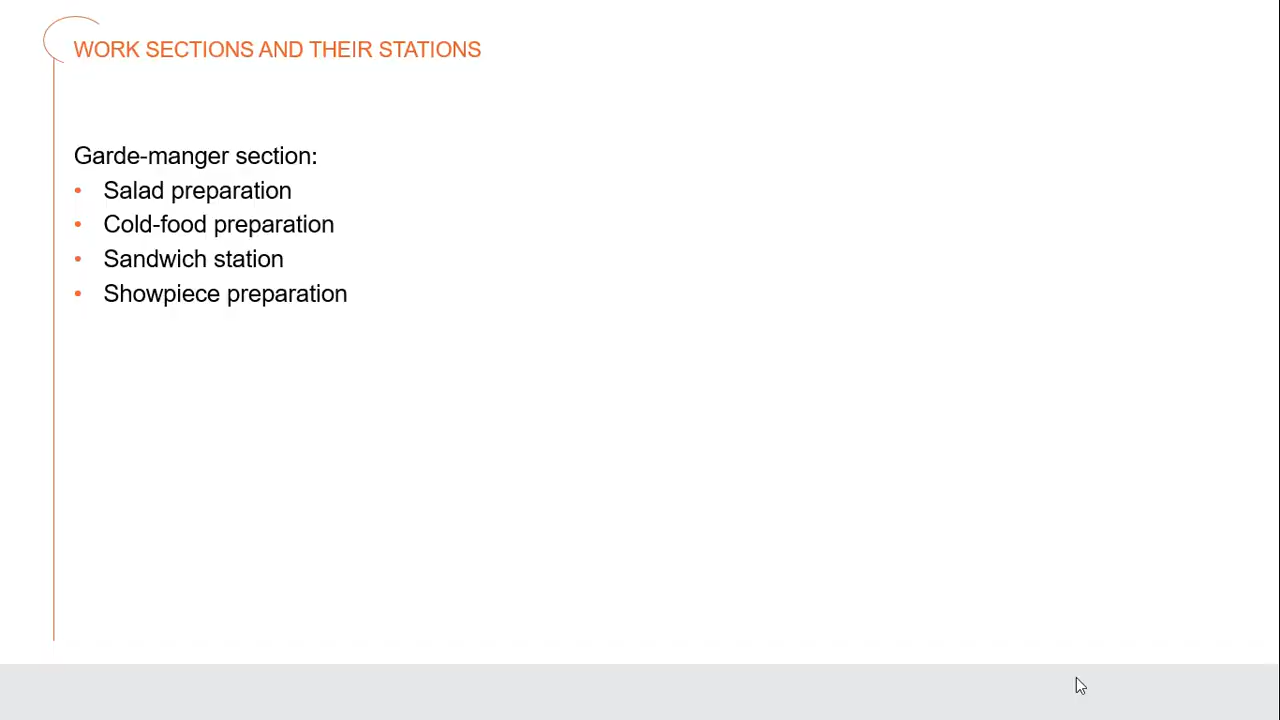 WORK SECTIONS AND THEIR STATIONS
Garde-manger section:
• Salad preparation
• Cold-food preparation
• Sandwich station
• Showpiece preparation